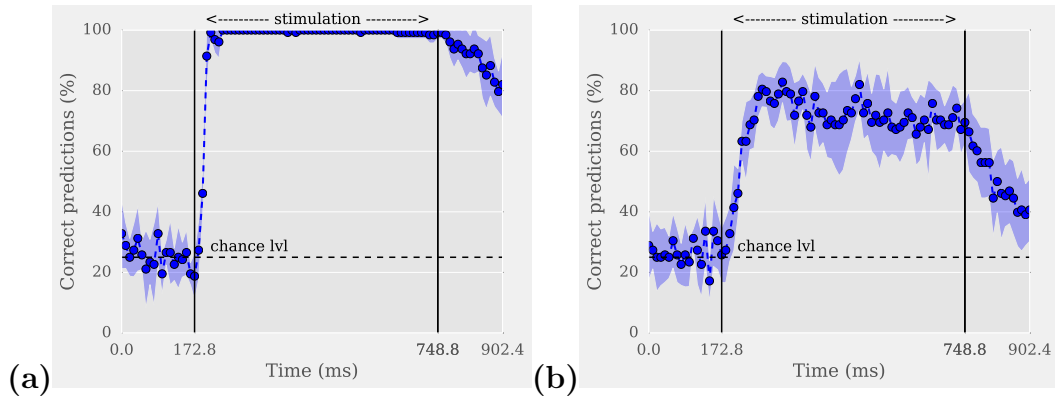 <-------- stimulation -------->
Correct predictions (%)
100
80
60
40
20
0
chance lvl
0.0 172.8 748.8 902.4
Time (ms)
(a)
<-------- stimulation -------->
Correct predictions (%)
100
80
60
40
20
0
chance lvl
0.0 172.8 748.8 902.4
Time (ms)
(b)